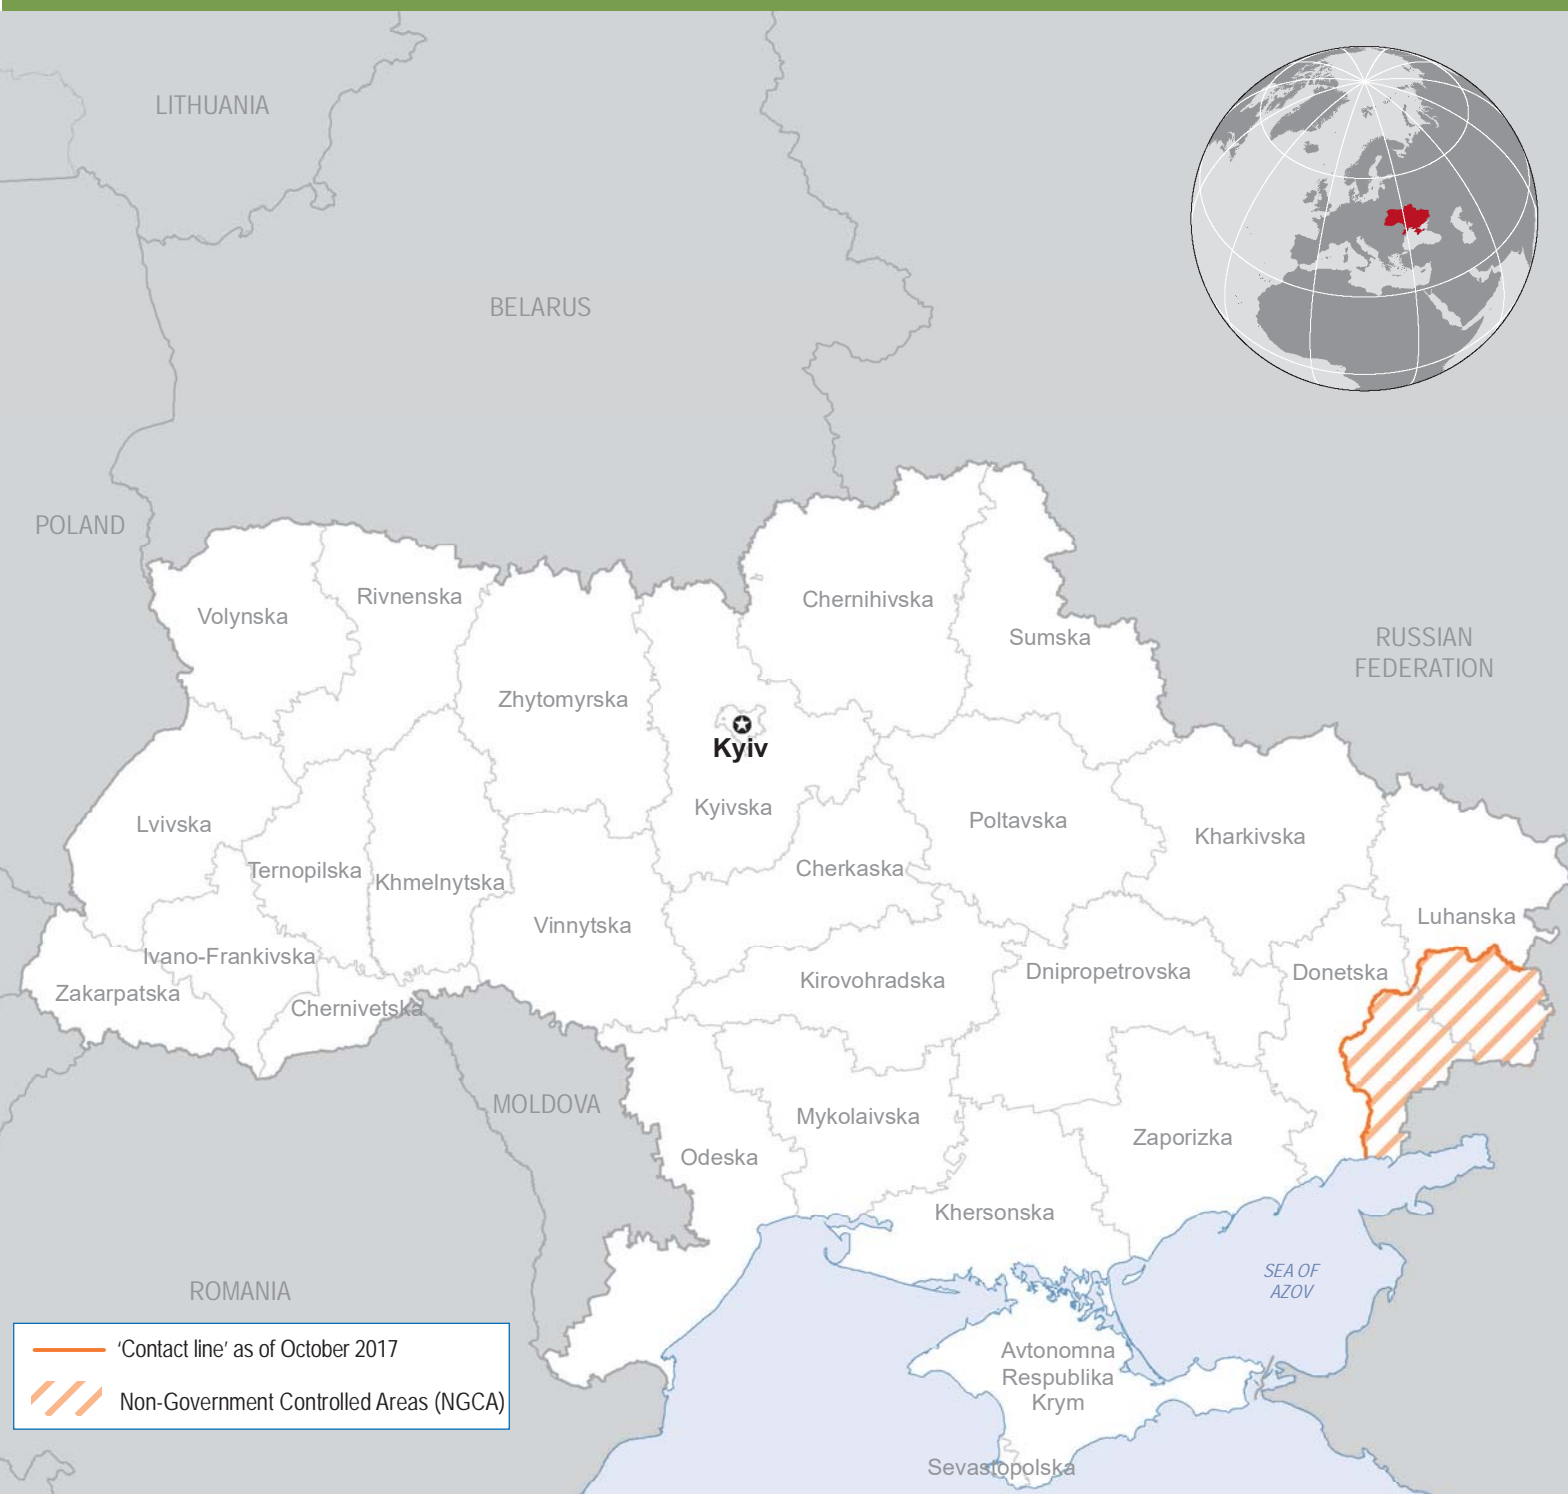 LITHUANIA
BELARUS
POLAND
RUSSIAN
FEDERATION
Volynska
Rivnenska
Chernihivska
Sumska
Zhytomyrska
Kyiv
Kyivska
Lvivska
Poltavska
Kharkivska
Ternopilska
Khmelnytska
Cherkaska
Vinnytska
Luhanska
Ivano-Frankivska
Zakarpatska
Chernivetska
Kirovohradska
Dnipropetrovska
Donetska
MOLDOVA
Mykolaivska
Odeska
Zaporizka
Khersonska
SEA OF
AZOV
ROMANIA
‘Contact line’ as of October 2017
Non-Government Controlled Areas (NGCA)
Avtonomna
Respublika
Krym
Sevastopolska